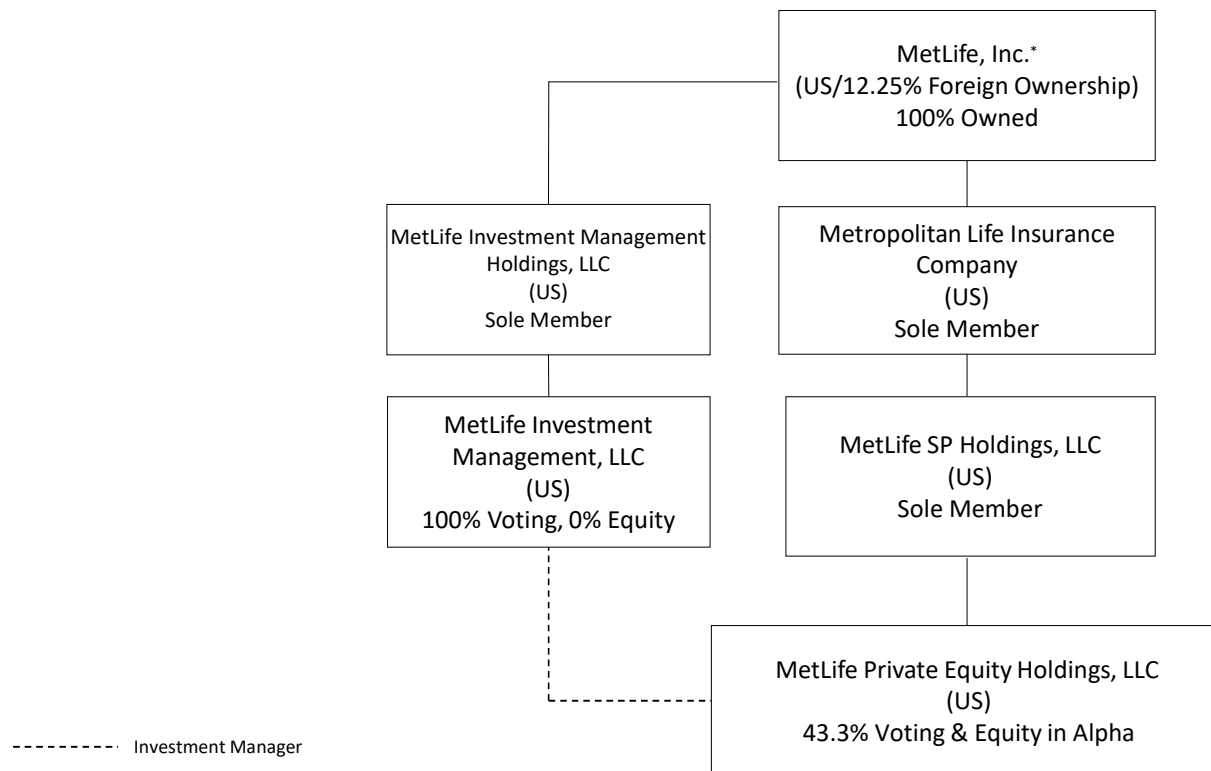 MetLife, Inc.*
(US/12.25% Foreign Ownership)
100% Owned
MetLife Investment Management
Holdings, LLC
(US)
Sole Member
Metropolitan Life Insurance
Company
(US)
Sole Member
MetLife Investment
Management, LLC
(US)
100% Voting, 0% Equity
MetLife SP Holdings, LLC
(US)
Sole Member
MetLife Private Equity Holdings, LLC
(US)
43.3% Voting & Equity in Alpha
Investment Manager